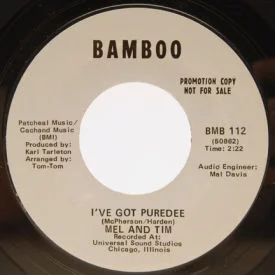 BAMBOO
PROMOTION COPY
NOT FOR SALE
Patcheal Music/
Cachand Music
(BMI)
Produced by:
Karl Tarleton
Arranged by:
Tom-Tom
BMB 112
(50862)
Time: 2:22
Audio Engineer:
Mal Davis
I'VE GOT PUREDEE
(McPherson/Harden)
MEL AND TIM
Recorded At:
Universal Sound Studios
Chicago, Illinois